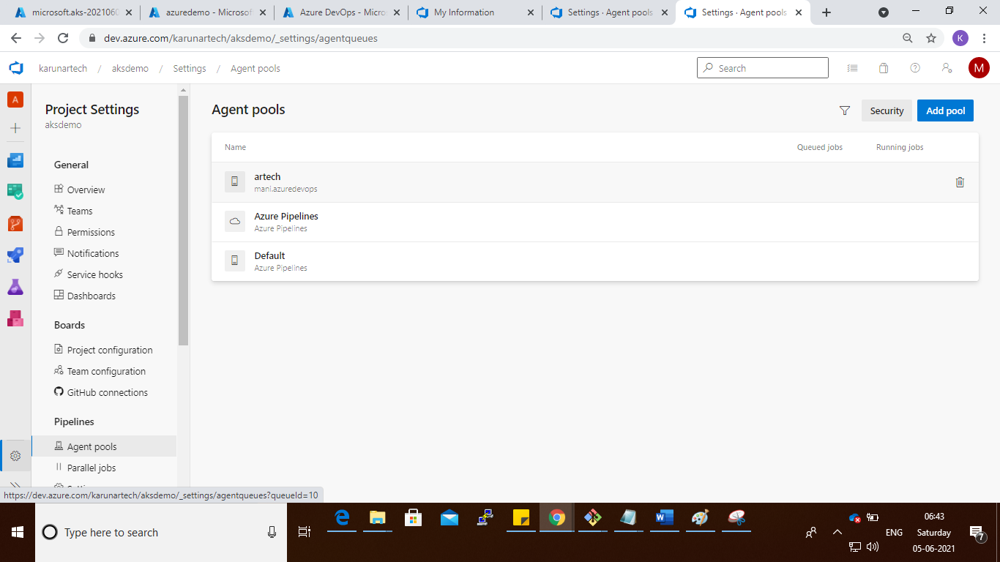 microsoft.aks-2021060
azuredemo - Microsof
Azure DevOps - Micro
My Information
Settings · Agent pools
Settings · Agent pools
dev.azure.com/karunartech/aksdemo/_settings/agentqueues
K
karunartech / aksdemo / Settings / Agent pools
Search
M
A
Project Settings
aksdemo
General
Overview
Teams
Permissions
Notifications
Service hooks
Dashboards
Boards
Project configuration
Team configuration
GitHub connections
Pipelines
Agent pools
Parallel jobs
Agent pools
Security
Add pool
Name
Queued jobs
Running jobs
artech
mani.azuredevops
Azure Pipelines
Azure Pipelines
Default
Azure Pipelines
https://dev.azure.com/karunartech/aksdemo/_settings/agentqueues?queueId=10
Type here to search
ENG
06:43
Saturday
05-06-2021
7